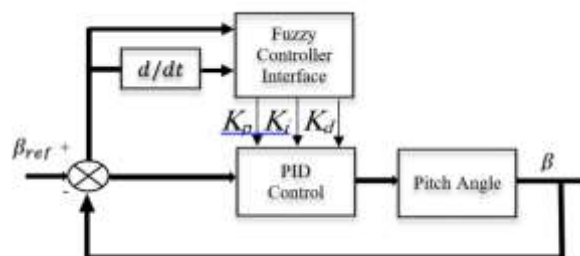 Fuzzy
Controller
Interface
d/dt
K_p K_i K_d
β_ref +
-
PID
Control
Pitch Angle
β